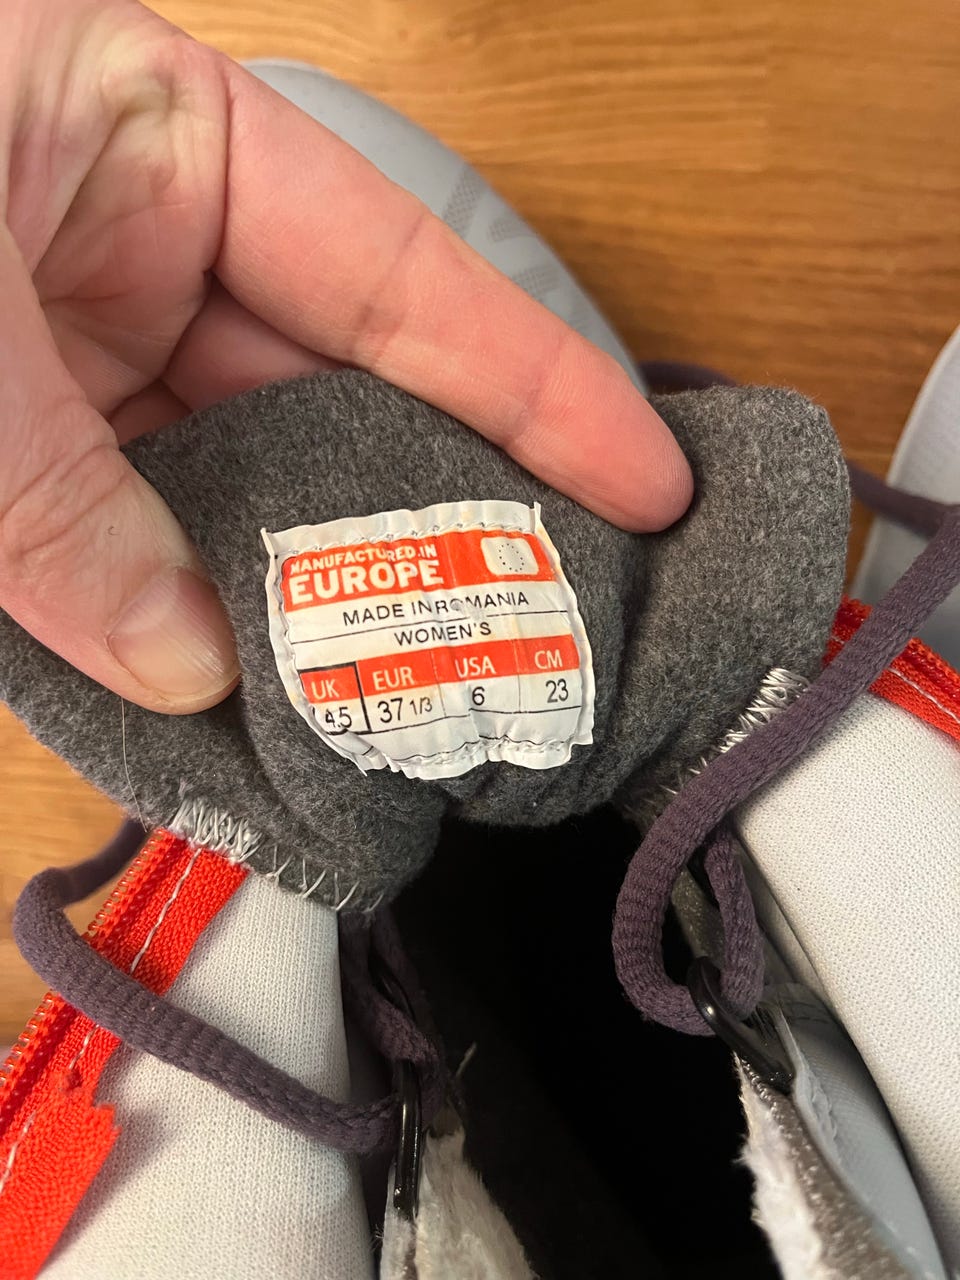 MANUFACTURED IN
EUROPE
MADE IN ROMANIA
WOMEN'S
UK EUR USA CM
4.5 37 1/3 6 23